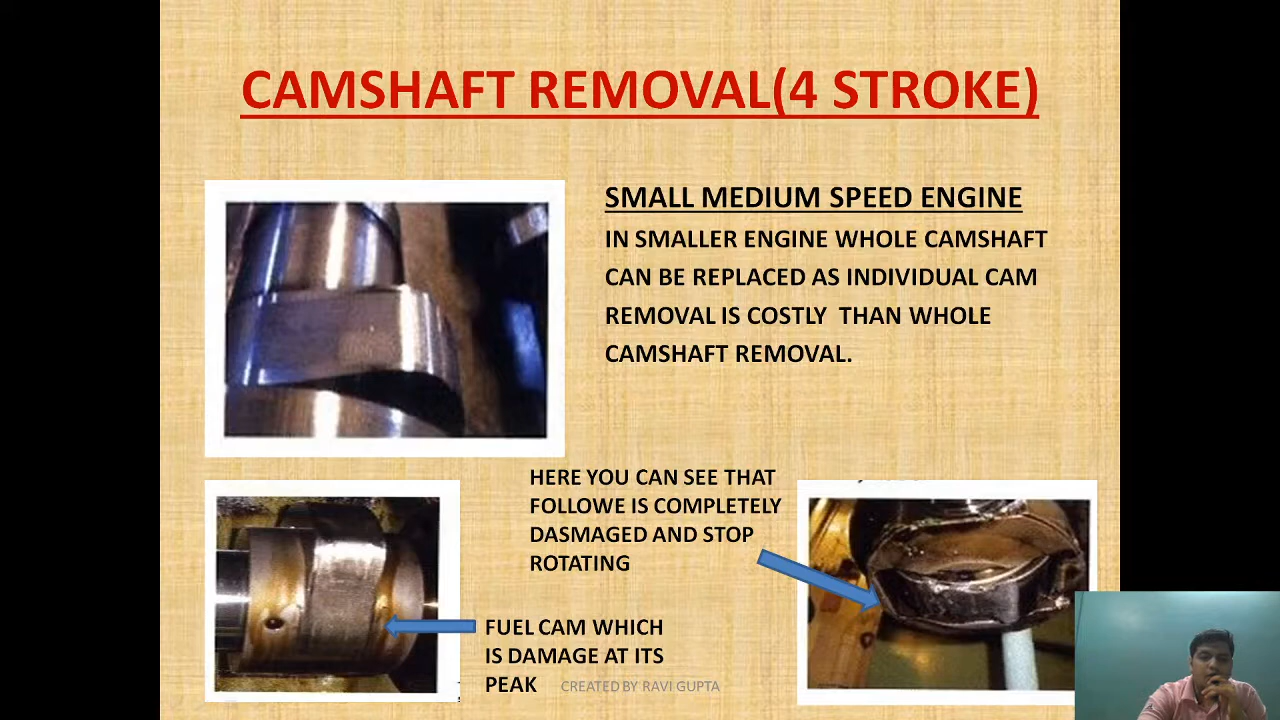 CAMSHAFT REMOVAL(4 STROKE)
SMALL MEDIUM SPEED ENGINE
IN SMALLER ENGINE WHOLE CAMSHAFT
CAN BE REPLACED AS INDIVIDUAL CAM
REMOVAL IS COSTLY THAN WHOLE
CAMSHAFT REMOVAL.
HERE YOU CAN SEE THAT
FOLLOWE IS COMPLETELY
DASMAGED AND STOP
ROTATING
FUEL CAM WHICH
IS DAMAGE AT ITS
PEAK
CREATED BY RAVI GUPTA